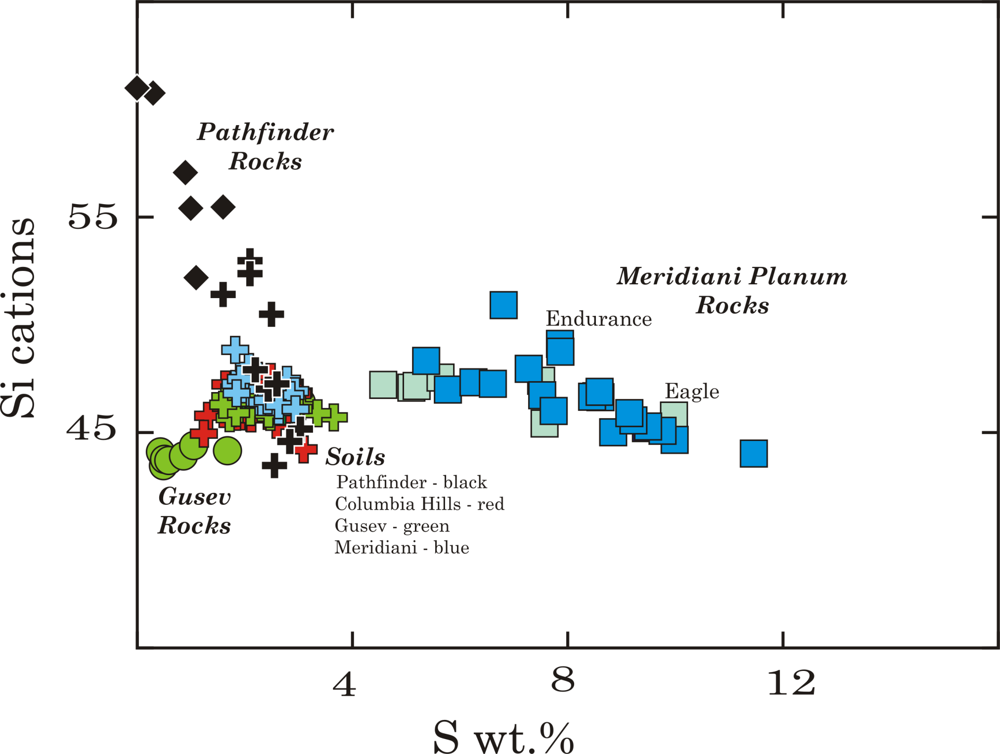 Pathfinder
Rocks
55
Si cations
Meridiani Planum
Rocks
Endurance
Eagle
45
Soils
Pathfinder - black
Columbia Hills - red
Gusev - green
Meridiani - blue
Gusev
Rocks
4
8
12
S wt.%